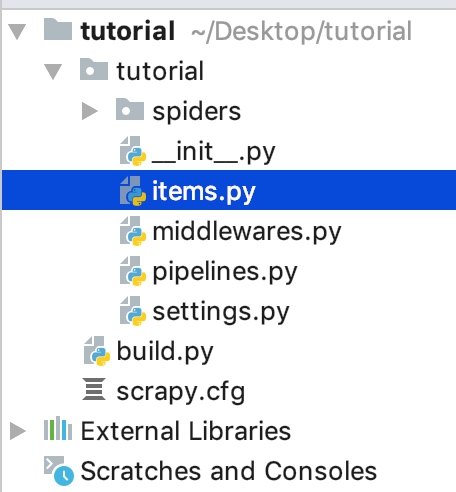 tutorial ~/Desktop/tutorial
tutorial
spiders
__init__.py
items.py
middlewares.py
pipelines.py
settings.py
build.py
scrapy.cfg
External Libraries
Scratches and Consoles